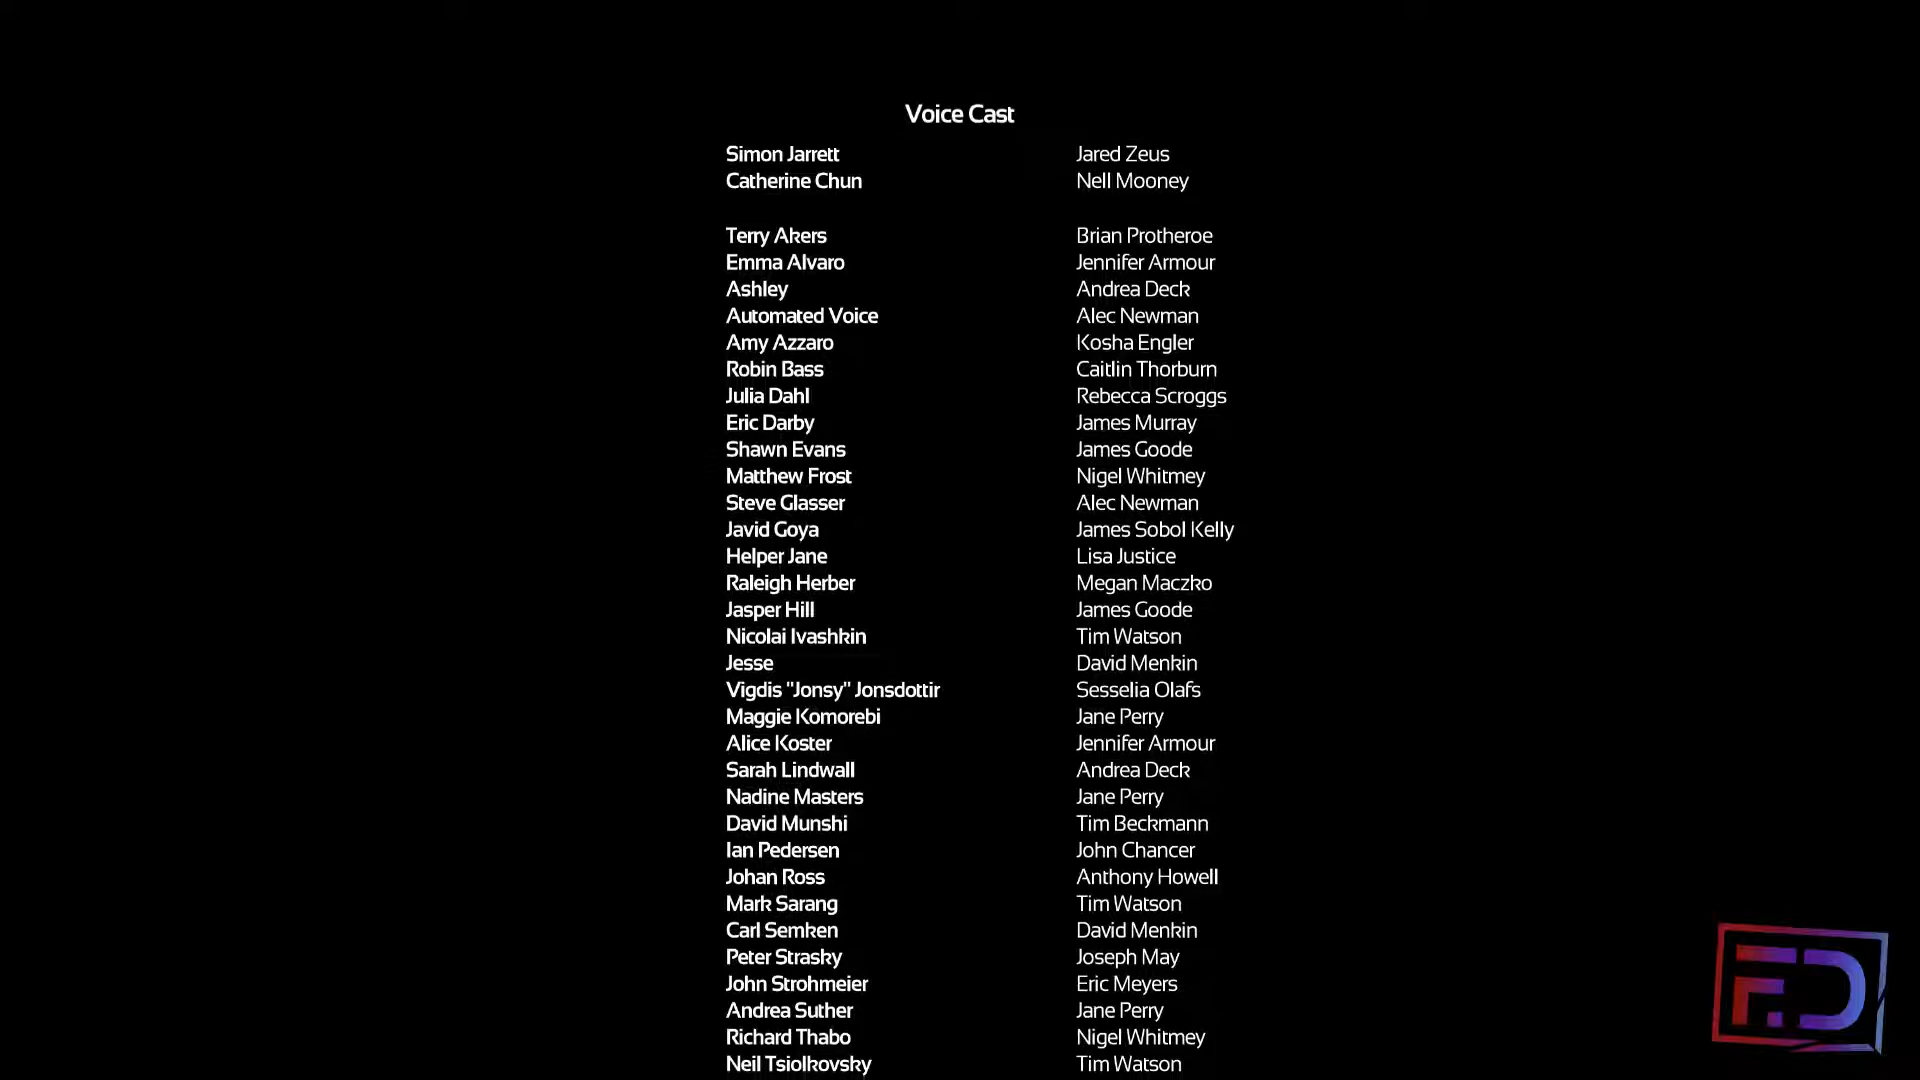 Voice Cast
Simon Jarrett Jared Zeus
Catherine Chun Nell Mooney
Terry Akers Brian Protheroe
Emma Alvaro Jennifer Armour
Ashley Andrea Deck
Automated Voice Alec Newman
Amy Azzaro Kosha Engler
Robin Bass Caitlin Thorburn
Julia Dahl Rebecca Scroggs
Eric Darby James Murray
Shawn Evans James Goode
Matthew Frost Nigel Whitmey
Steve Glasser Alec Newman
Javid Goya James Sobol Kelly
Helper Jane Lisa Justice
Raleigh Herber Megan Maczko
Jasper Hill James Goode
Nicolai Ivashkin Tim Watson
Jesse David Menkin
Vigdis "Jonsy" Jonsdottir Sesselia Olafs
Maggie Komorebi Jane Perry
Alice Koster Jennifer Armour
Sarah Lindwall Andrea Deck
Nadine Masters Jane Perry
David Munshi Tim Beckmann
Ian Pedersen John Chancer
Johan Ross Anthony Howell
Mark Sarang Tim Watson
Carl Semken David Menkin
Peter Strasky Joseph May
John Strohmeier Eric Meyers
Andrea Suther Jane Perry
Richard Thabo Nigel Whitmey
Neil Tsiolkovsky Tim Watson
F.D